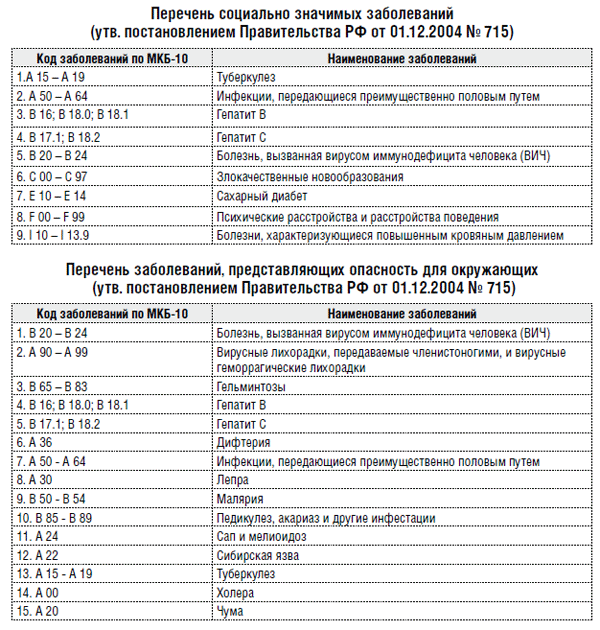 Перечень социально значимых заболеваний
(утв. постановлением Правительства РФ от 01.12.2004 № 715)
Код заболеваний по МКБ-10 Наименование заболеваний
1.А 15 – А 19 Туберкулез
2. А 50 – А 64 Инфекции, передающиеся преимущественно половым путем
3. В 16; В 18.0; В 18.1 Гепатит В
4. В 17.1; В 18.2 Гепатит С
5. В 20 – В 24 Болезнь, вызванная вирусом иммунодефицита человека (ВИЧ)
6. С 00 – С 97 Злокачественные новообразования
7. Е 10 – Е 14 Сахарный диабет
8. F 00 – F 99 Психические расстройства и расстройства поведения
9. I 10 – I 13.9 Болезни, характеризующиеся повышенным кровяным давлением
Перечень заболеваний, представляющих опасность для окружающих
(утв. постановлением Правительства РФ от 01.12.2004 № 715)
Код заболеваний по МКБ-10 Наименование заболеваний
1. В 20 – В 24 Болезнь, вызванная вирусом иммунодефицита человека (ВИЧ)
2. А 90 – А 99 Вирусные лихорадки, передаваемые членистоногими, и вирусные
геморрагические лихорадки
3. В 65 – В 83 Гельминтозы
4. В 16; В 18.0; В 18.1 Гепатит В
5. В 17.1; В 18.2 Гепатит С
6. А 36 Дифтерия
7. А 50 - А 64 Инфекции, передающиеся преимущественно половым путем
8. А 30 Лепра
9. В 50 - В 54 Малярия
10. В 85 - В 89 Педикулез, акариаз и другие инфестации
11. А 24 Сап и мелиоидоз
12. А 22 Сибирская язва
13. А 15 - А 19 Туберкулез
14. А 00 Холера
15. А 20 Чума